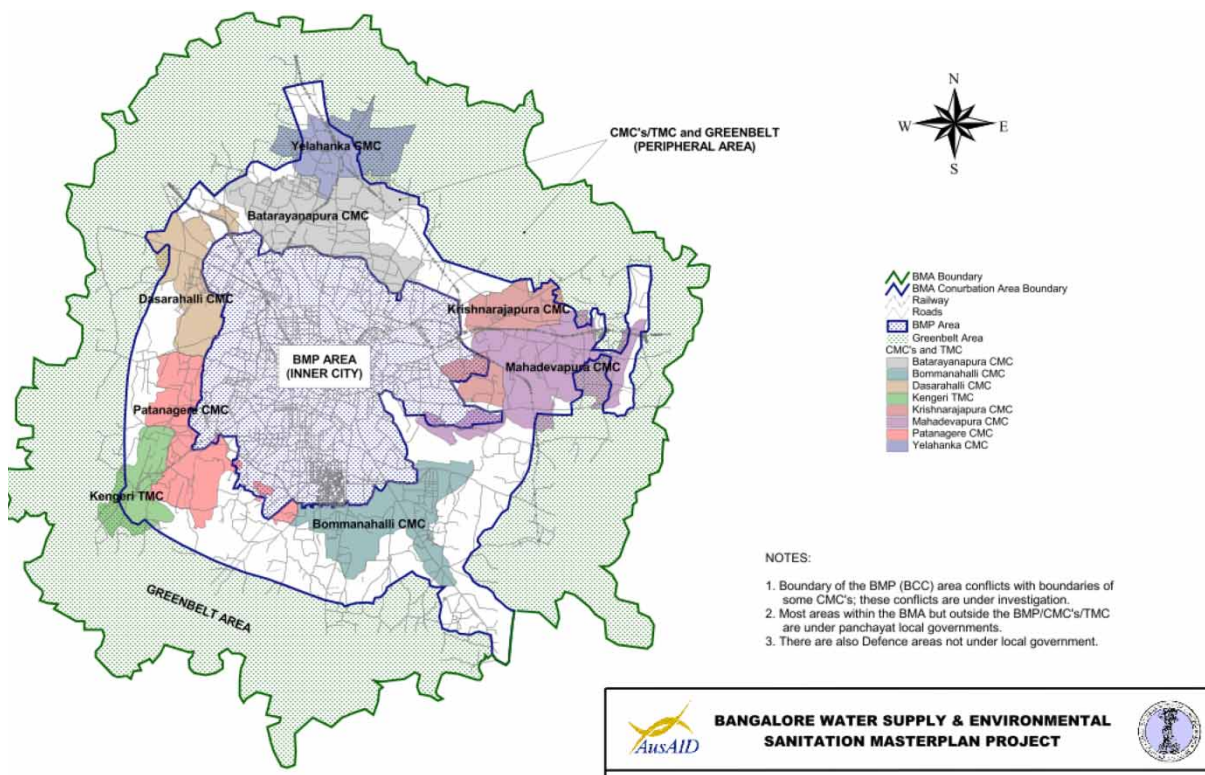 N
W
E
S
CMC's/TMC and GREENBELT
(PERIPHERAL AREA)
Yelahanka CMC
Batarayanapura CMC
Dasarahalli CMC
Krishnarajapura CMC
BMP AREA
(INNER CITY)
Mahadevapura CMC
Patanagere CMC
Kengeri TMC
Bommanahalli CMC
GREENBELT AREA
BMA Boundary
BMA Conurbation Area Boundary
Railway
Roads
BMP Area
Greenbelt Area
CMC's and TMC
Batarayanapura CMC
Bommanahalli CMC
Dasarahalli CMC
Kengeri TMC
Krishnarajapura CMC
Mahadevapura CMC
Patanagere CMC
Yelahanka CMC
NOTES:
1. Boundary of the BMP (BCC) area conflicts with boundaries of
some CMC's; these conflicts are under investigation.
2. Most areas within the BMA but outside the BMP/CMC's/TMC
are under panchayat local governments.
3. There are also Defence areas not under local government.
AusAID
BANGALORE WATER SUPPLY & ENVIRONMENTAL
SANITATION MASTERPLAN PROJECT